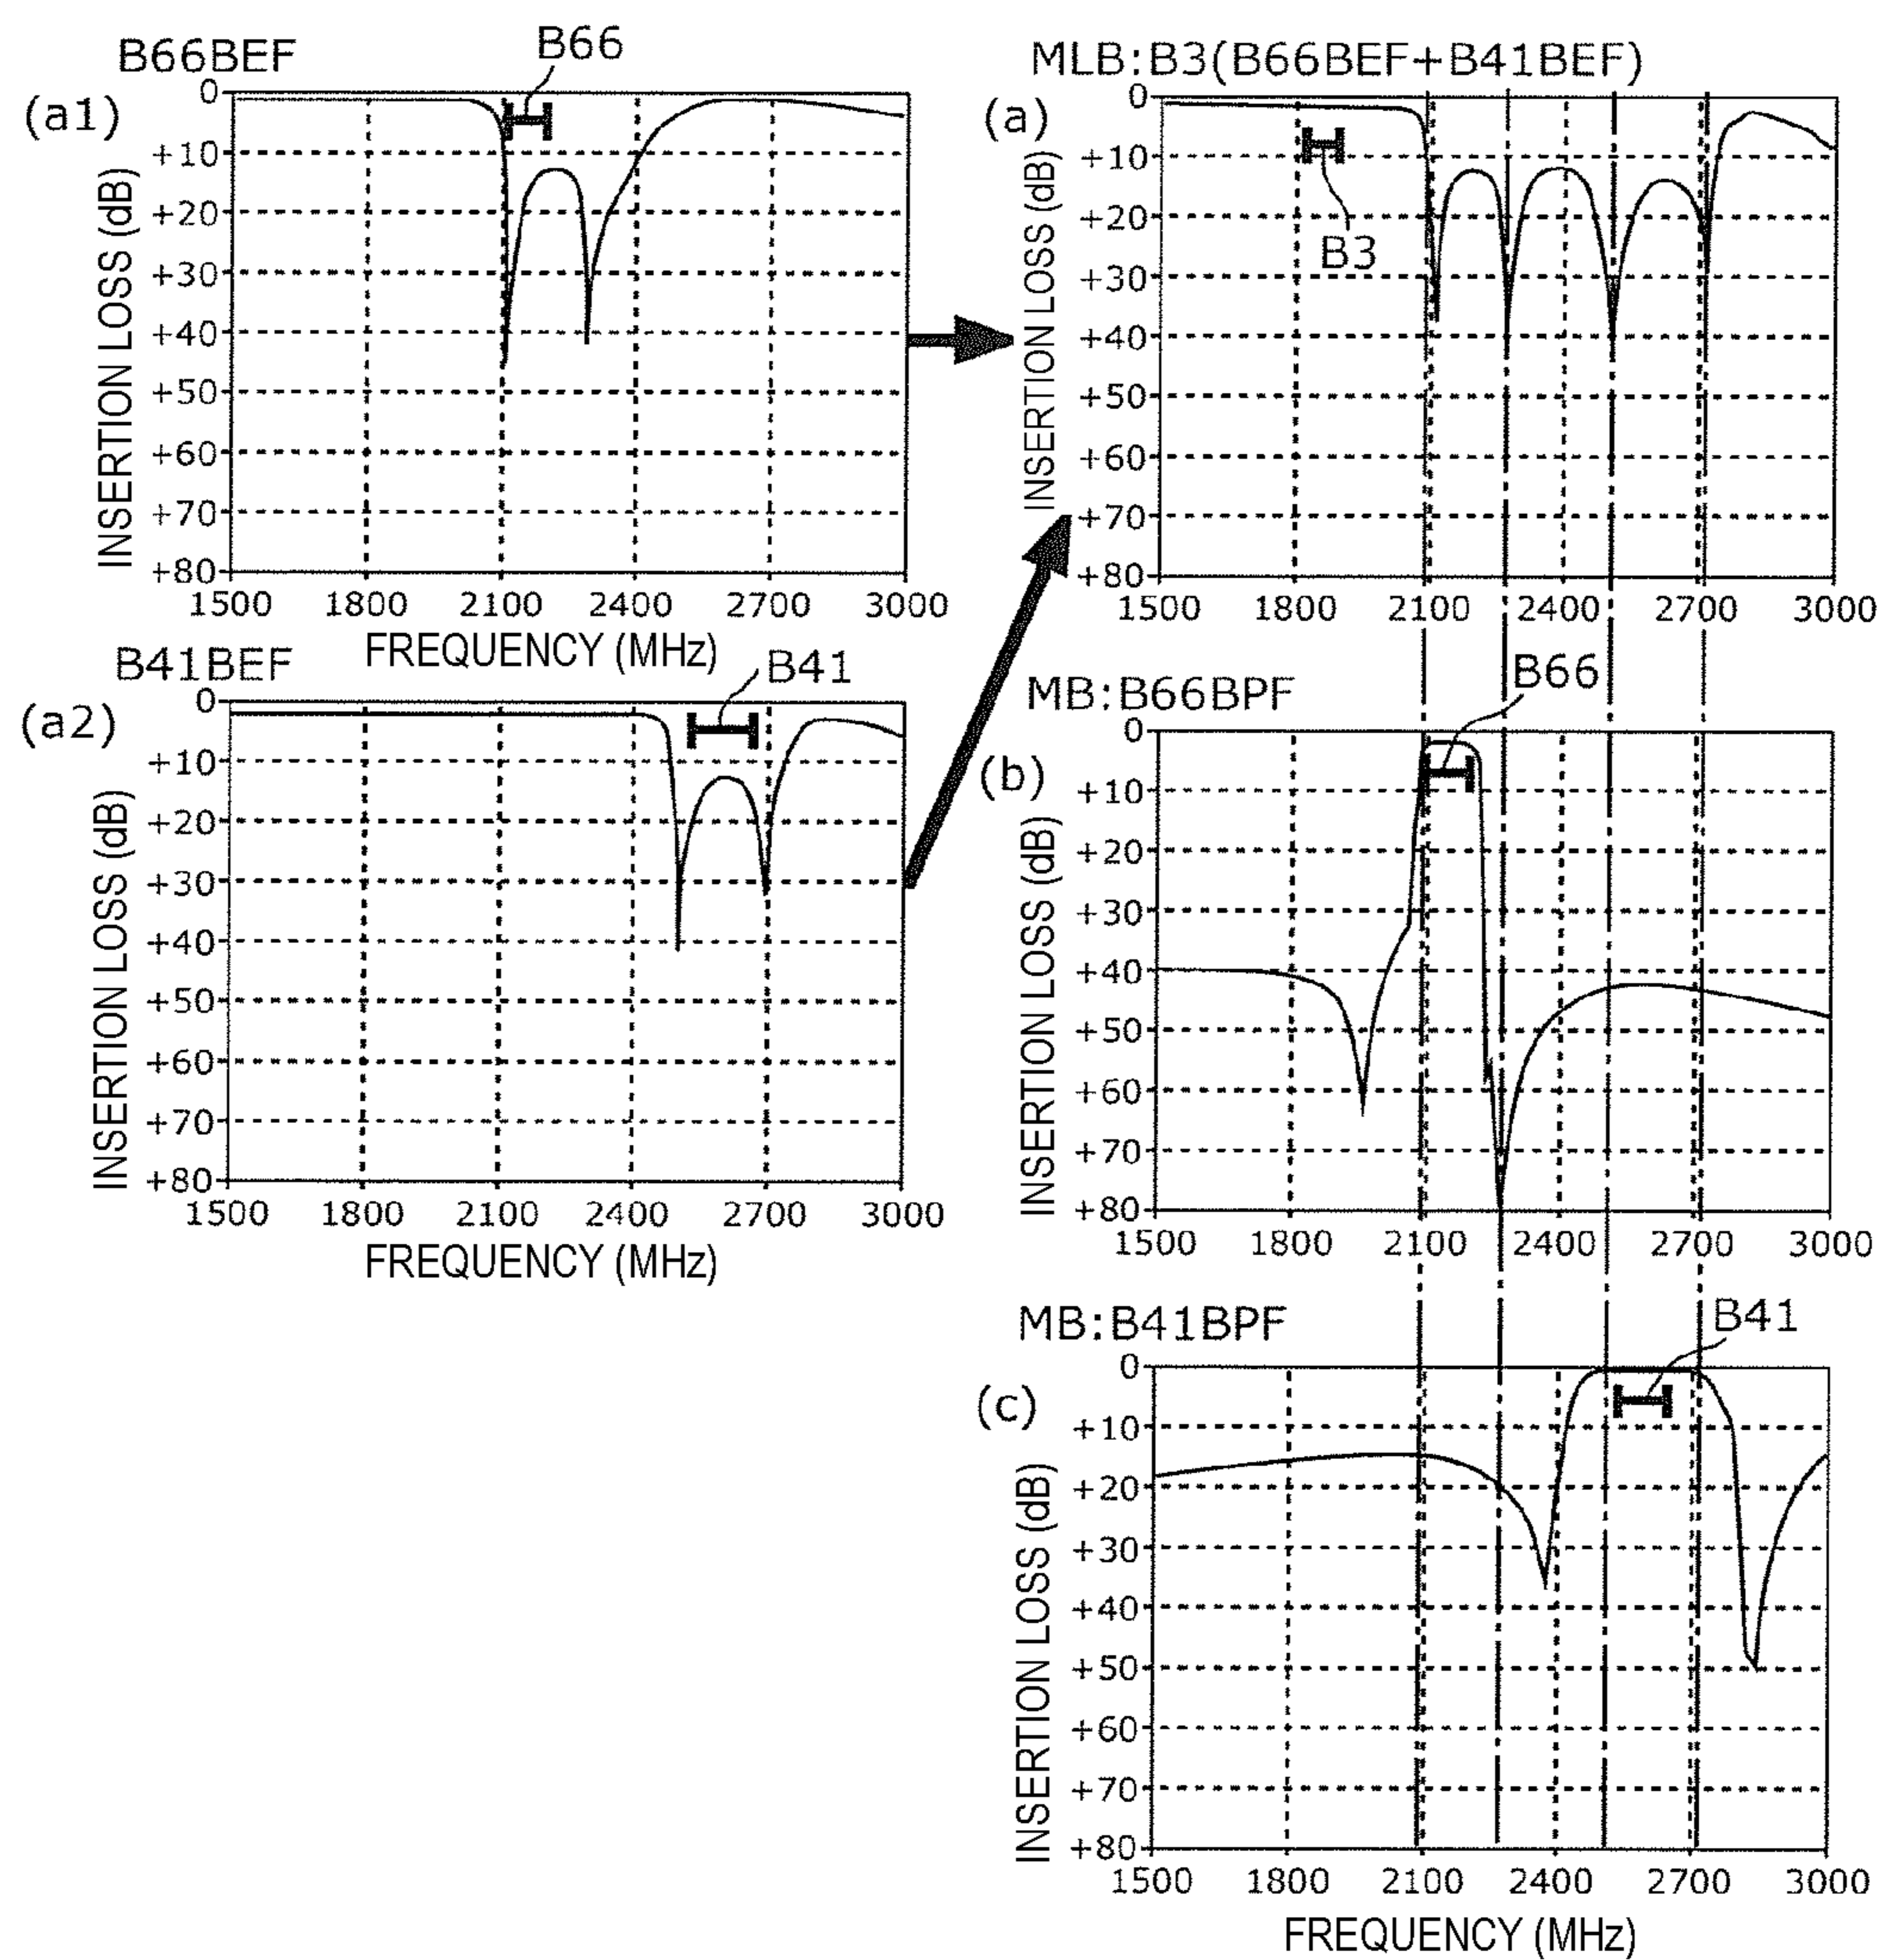 B66BEF
B66
(a1)
INSERTION LOSS (dB)
0
+10
+20
+30
+40
+50
+60
+70
+80
1500 1800 2100 2400 2700 3000
FREQUENCY (MHz)
B41BEF
B41
(a2)
INSERTION LOSS (dB)
0
+10
+20
+30
+40
+50
+60
+70
+80
1500 1800 2100 2400 2700 3000
FREQUENCY (MHz)
MLB:B3(B66BEF+B41BEF)
(a)
INSERTION LOSS (dB)
0
+10
+20
+30
+40
+50
+60
+70
+80
B3
1500 1800 2100 2400 2700 3000
MB:B66BPF
B66
(b)
INSERTION LOSS (dB)
0
+10
+20
+30
+40
+50
+60
+70
+80
1500 1800 2100 2400 2700 3000
MB:B41BPF
B41
(c)
INSERTION LOSS (dB)
0
+10
+20
+30
+40
+50
+60
+70
+80
1500 1800 2100 2400 2700 3000
FREQUENCY (MHz)